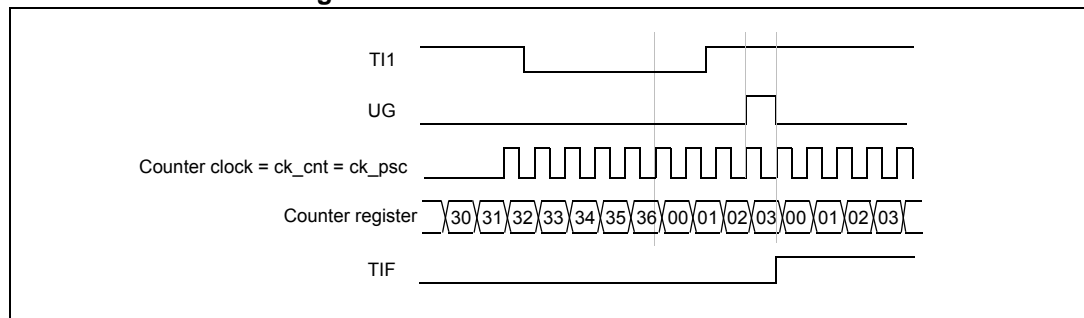 TI1
UG
Counter clock = ck_cnt = ck_psc
Counter register 30 31 32 33 34 35 36 00 01 02 03 00 01 02 03
TIF